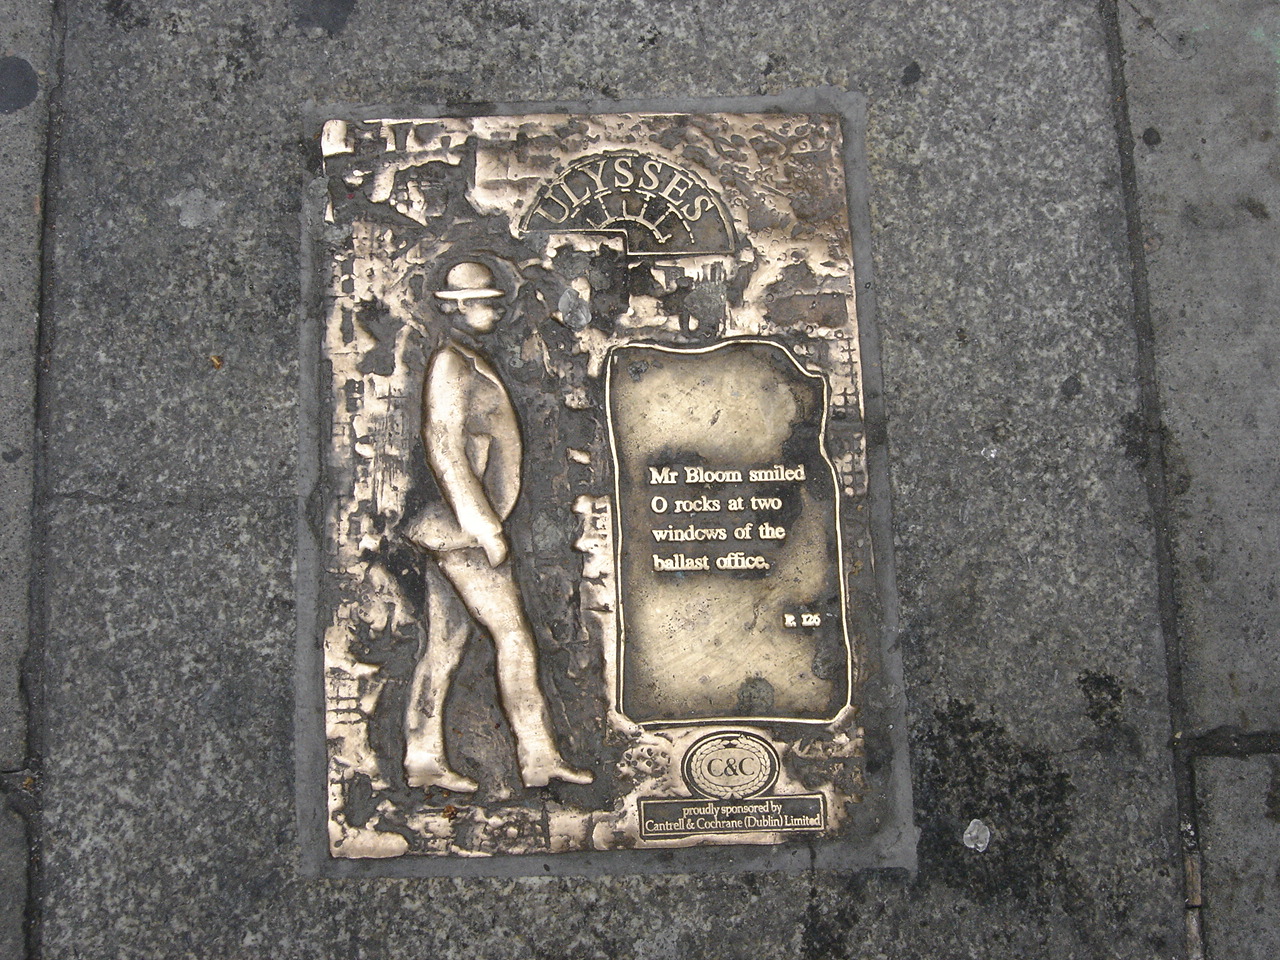 ULYSSES
Mr Bloom smiled
O rocks at two
windows of the
ballast office.
P. 126
C&C
proudly sponsored by
Cantrell & Cochrane (Dublin) Limited